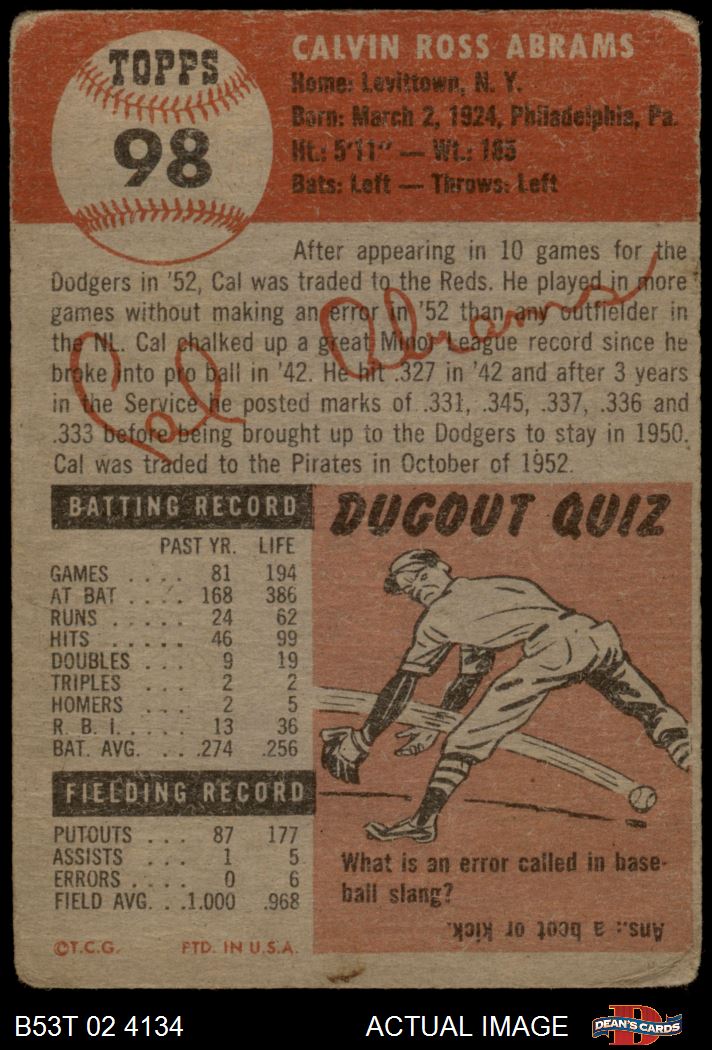 TOPPS
98
CALVIN ROSS ABRAMS
Home: Levittown, N. Y.
Born: March 2, 1924, Philadelphia, Pa.
Ht.: 5'11" — Wt.: 185
Bats: Left — Throws: Left
After appearing in 10 games for the
Dodgers in '52, Cal was traded to the Reds. He played in more
games without making an error in '52 than any outfielder in
the NL. Cal chalked up a great Minor League record since he
broke into pro ball in '42. He hit .327 in '42 and after 3 years
in the Service he posted marks of .331, .345, .337, .336 and
.333 before being brought up to the Dodgers to stay in 1950.
Cal was traded to the Pirates in October of 1952.
Cal Abrams
BATTING RECORD
PAST YR. LIFE
GAMES .... 81 194
AT BAT .... 168 386
RUNS ..... 24 62
HITS ..... 46 99
DOUBLES ... 9 19
TRIPLES ... 2 2
HOMERS ... 2 5
R. B. I. .... 13 36
BAT. AVG. ... .274 .256
FIELDING RECORD
PUTOUTS ... 87 177
ASSISTS ... 1 5
ERRORS .... 0 6
FIELD AVG. .. 1.000 .968
©T.C.G. PTD. IN U.S.A.
DUGOUT QUIZ
What is an error called in base-
ball slang?
Ans.: a boot or kick.
B53T 02 4134
ACTUAL IMAGE
D
DEAN'S CARDS